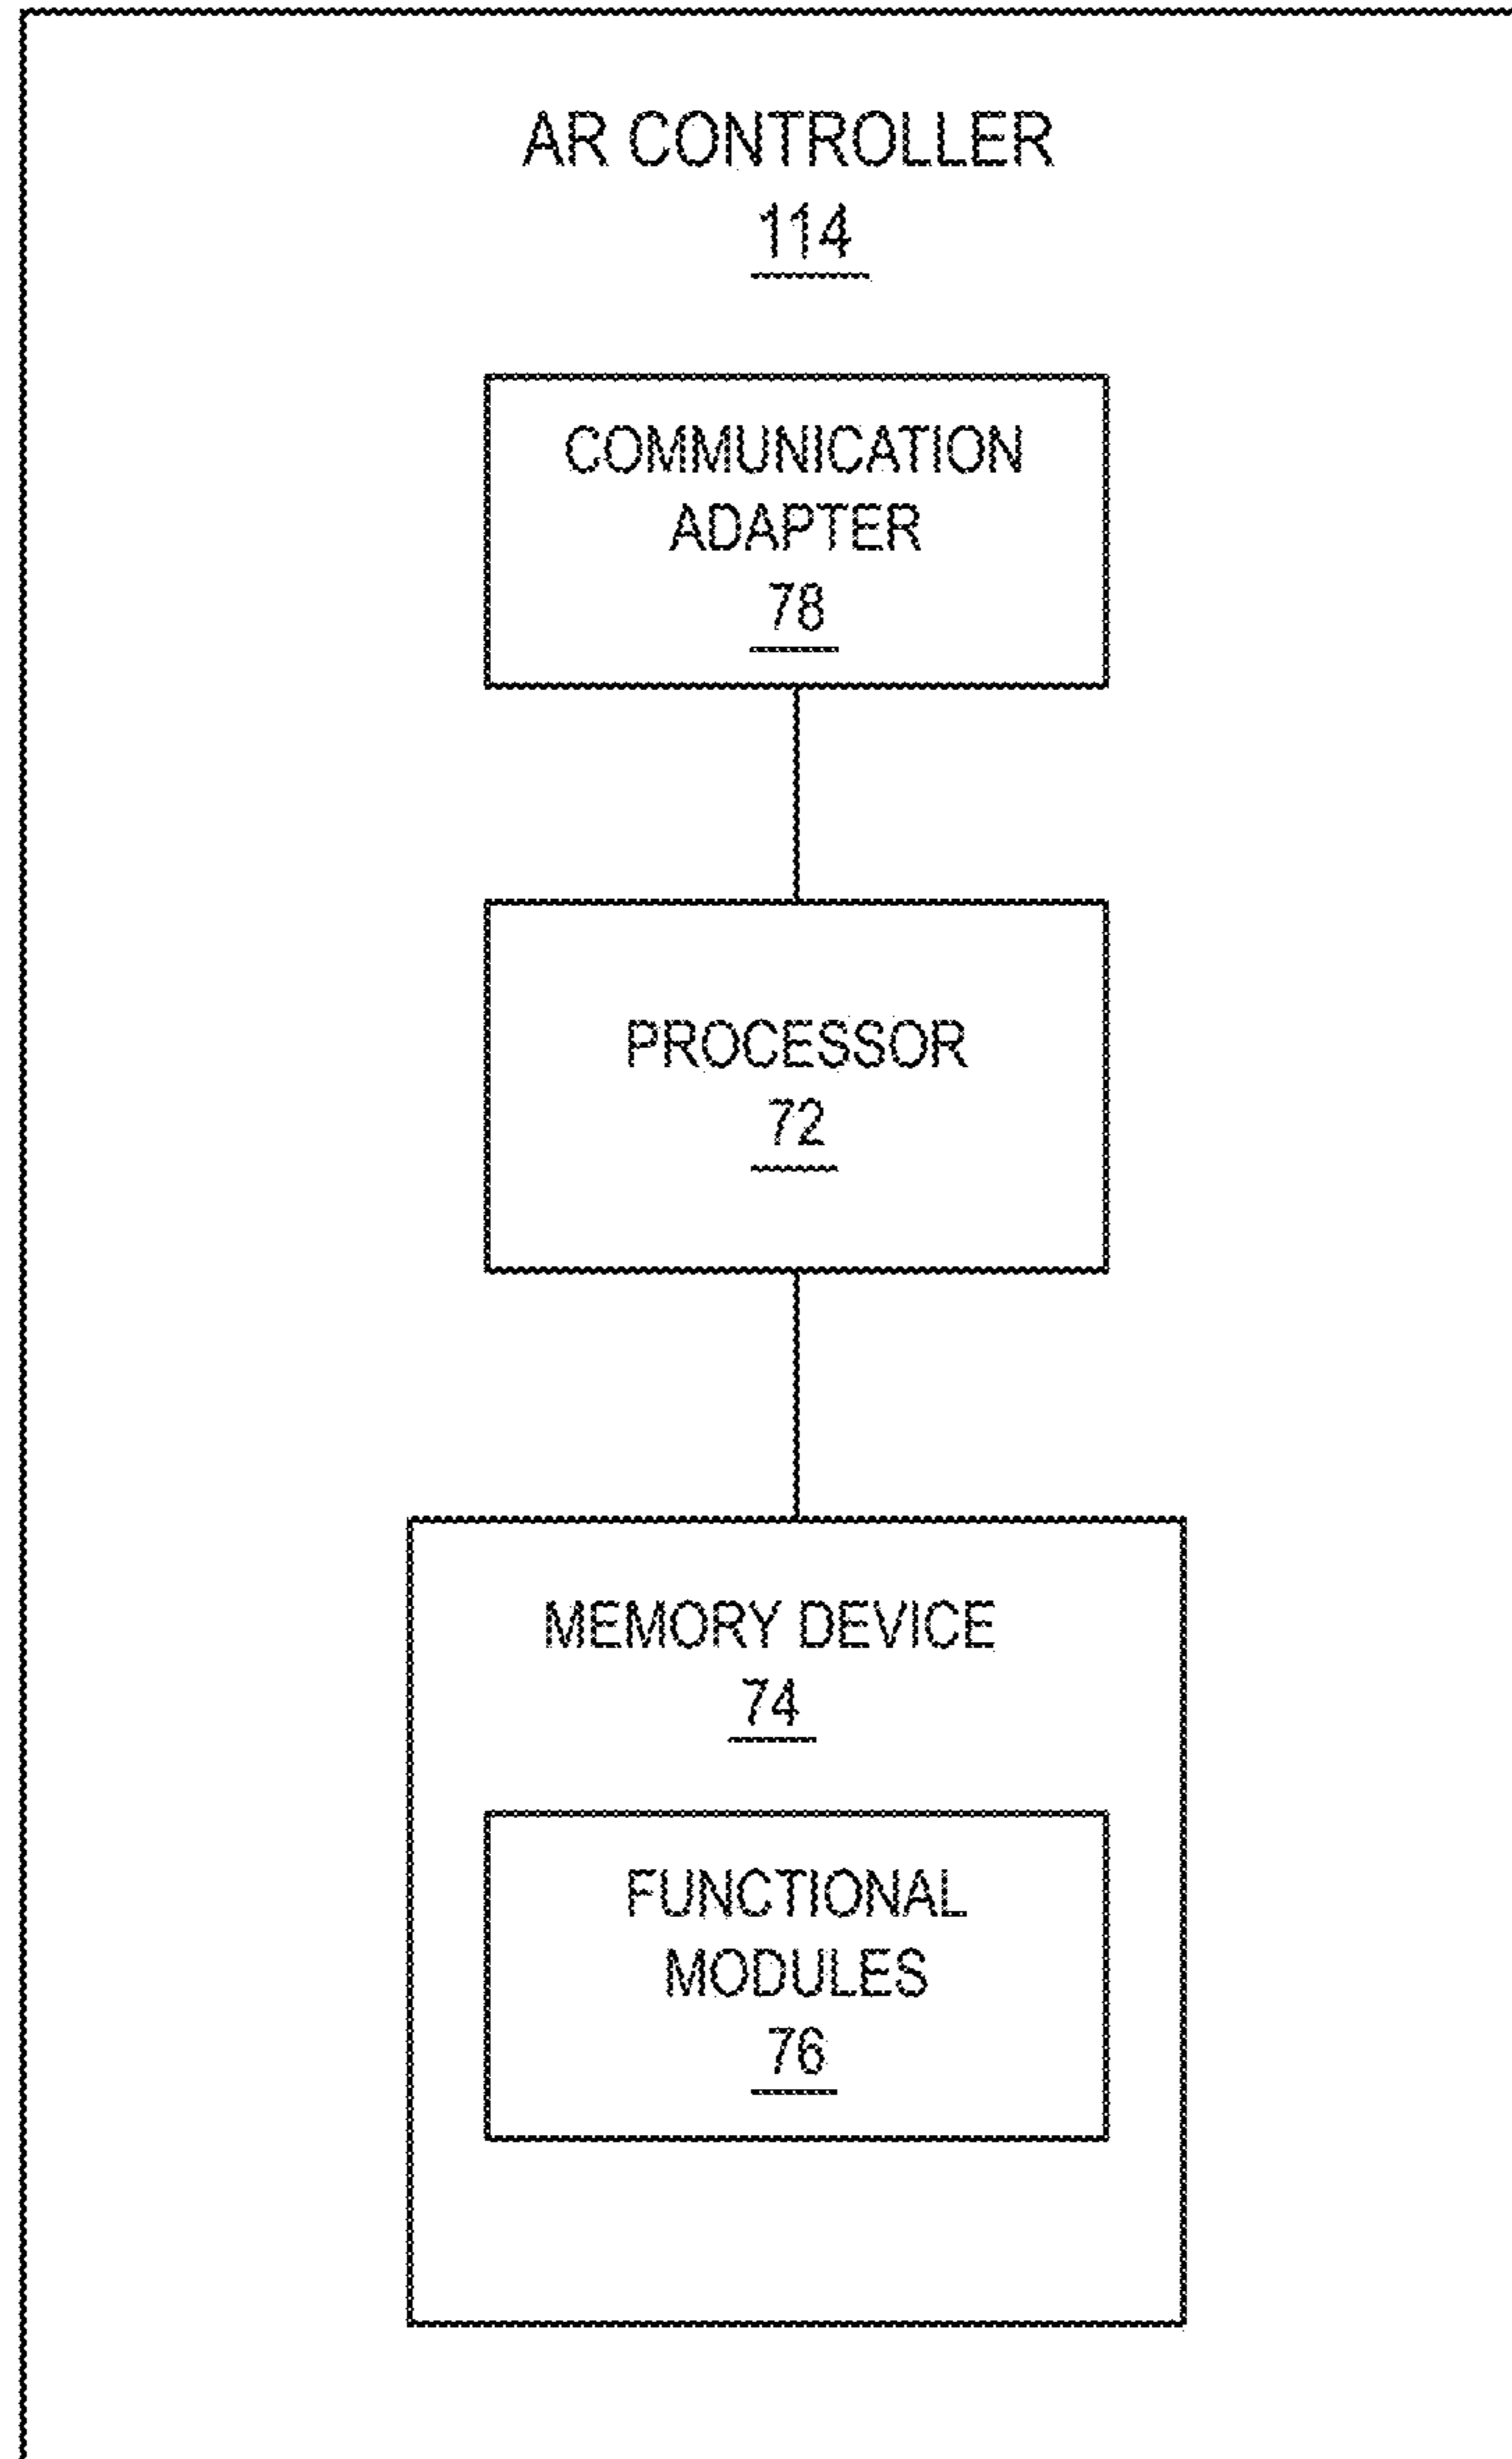 AR CONTROLLER
114
COMMUNICATION
ADAPTER
78
PROCESSOR
72
MEMORY DEVICE
74
FUNCTIONAL
MODULES
76